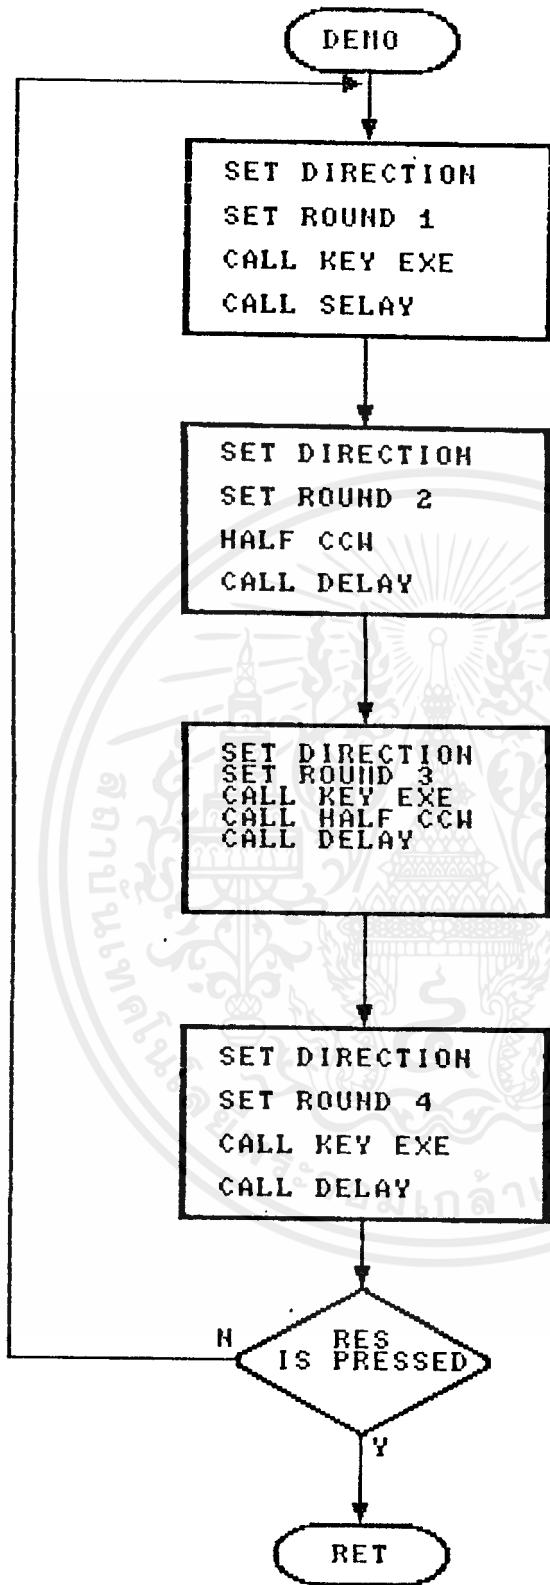 DEMO
SET DIRECTION
SET ROUND 1
CALL KEY EXE
CALL SELAY
SET DIRECTION
SET ROUND 2
HALF CCW
CALL DELAY
SET DIRECTION
SET ROUND 3
CALL KEY EXE
CALL HALF CCW
CALL DELAY
SET DIRECTION
SET ROUND 4
CALL KEY EXE
CALL DELAY
N
RES
IS PRESSED
Y
RET